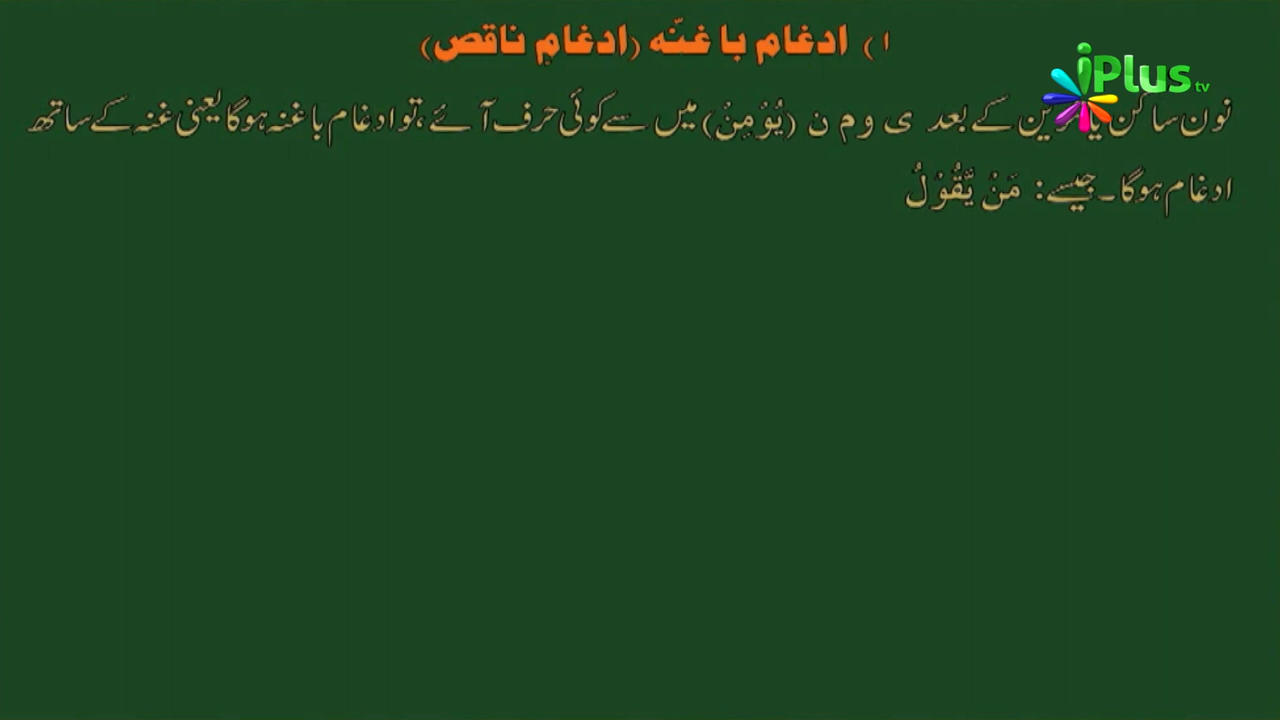 ۱) ادغام با غنّہ (ادغامِ ناقص)
iPlus tv
نون ساکن یا تنوین کے بعد ی و م ن (یُوْمِنْ) میں سے کوئی حرف آئے، تو ادغام با غنہ ہوگا یعنی غنہ کے ساتھ
ادغام ہوگا۔ جیسے: مَنْ یَّقُوْلُ